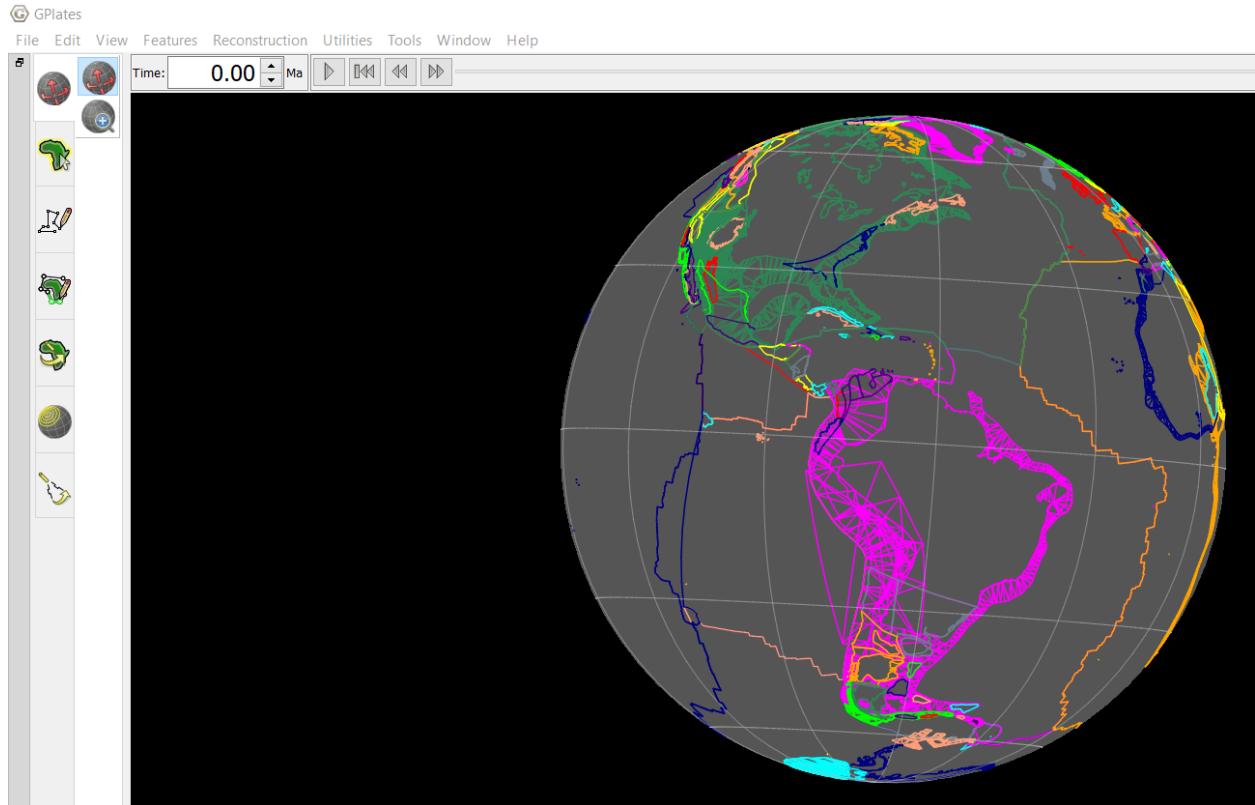 GPlates
File Edit View Features Reconstruction Utilities Tools Window Help
Time: 0.00 Ma